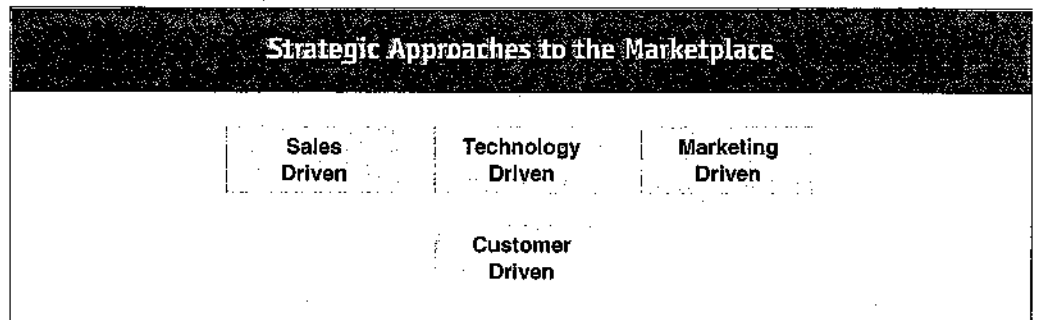 Strategic Approaches to the Marketplace
Sales Technology Marketing
Driven Driven Driven
Customer
Driven